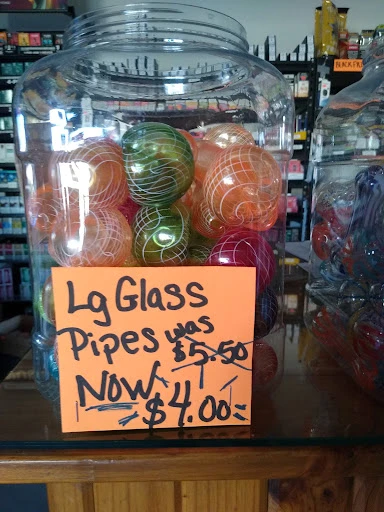 Lg Glass
Pipes was
$5.50
Now
$4.00